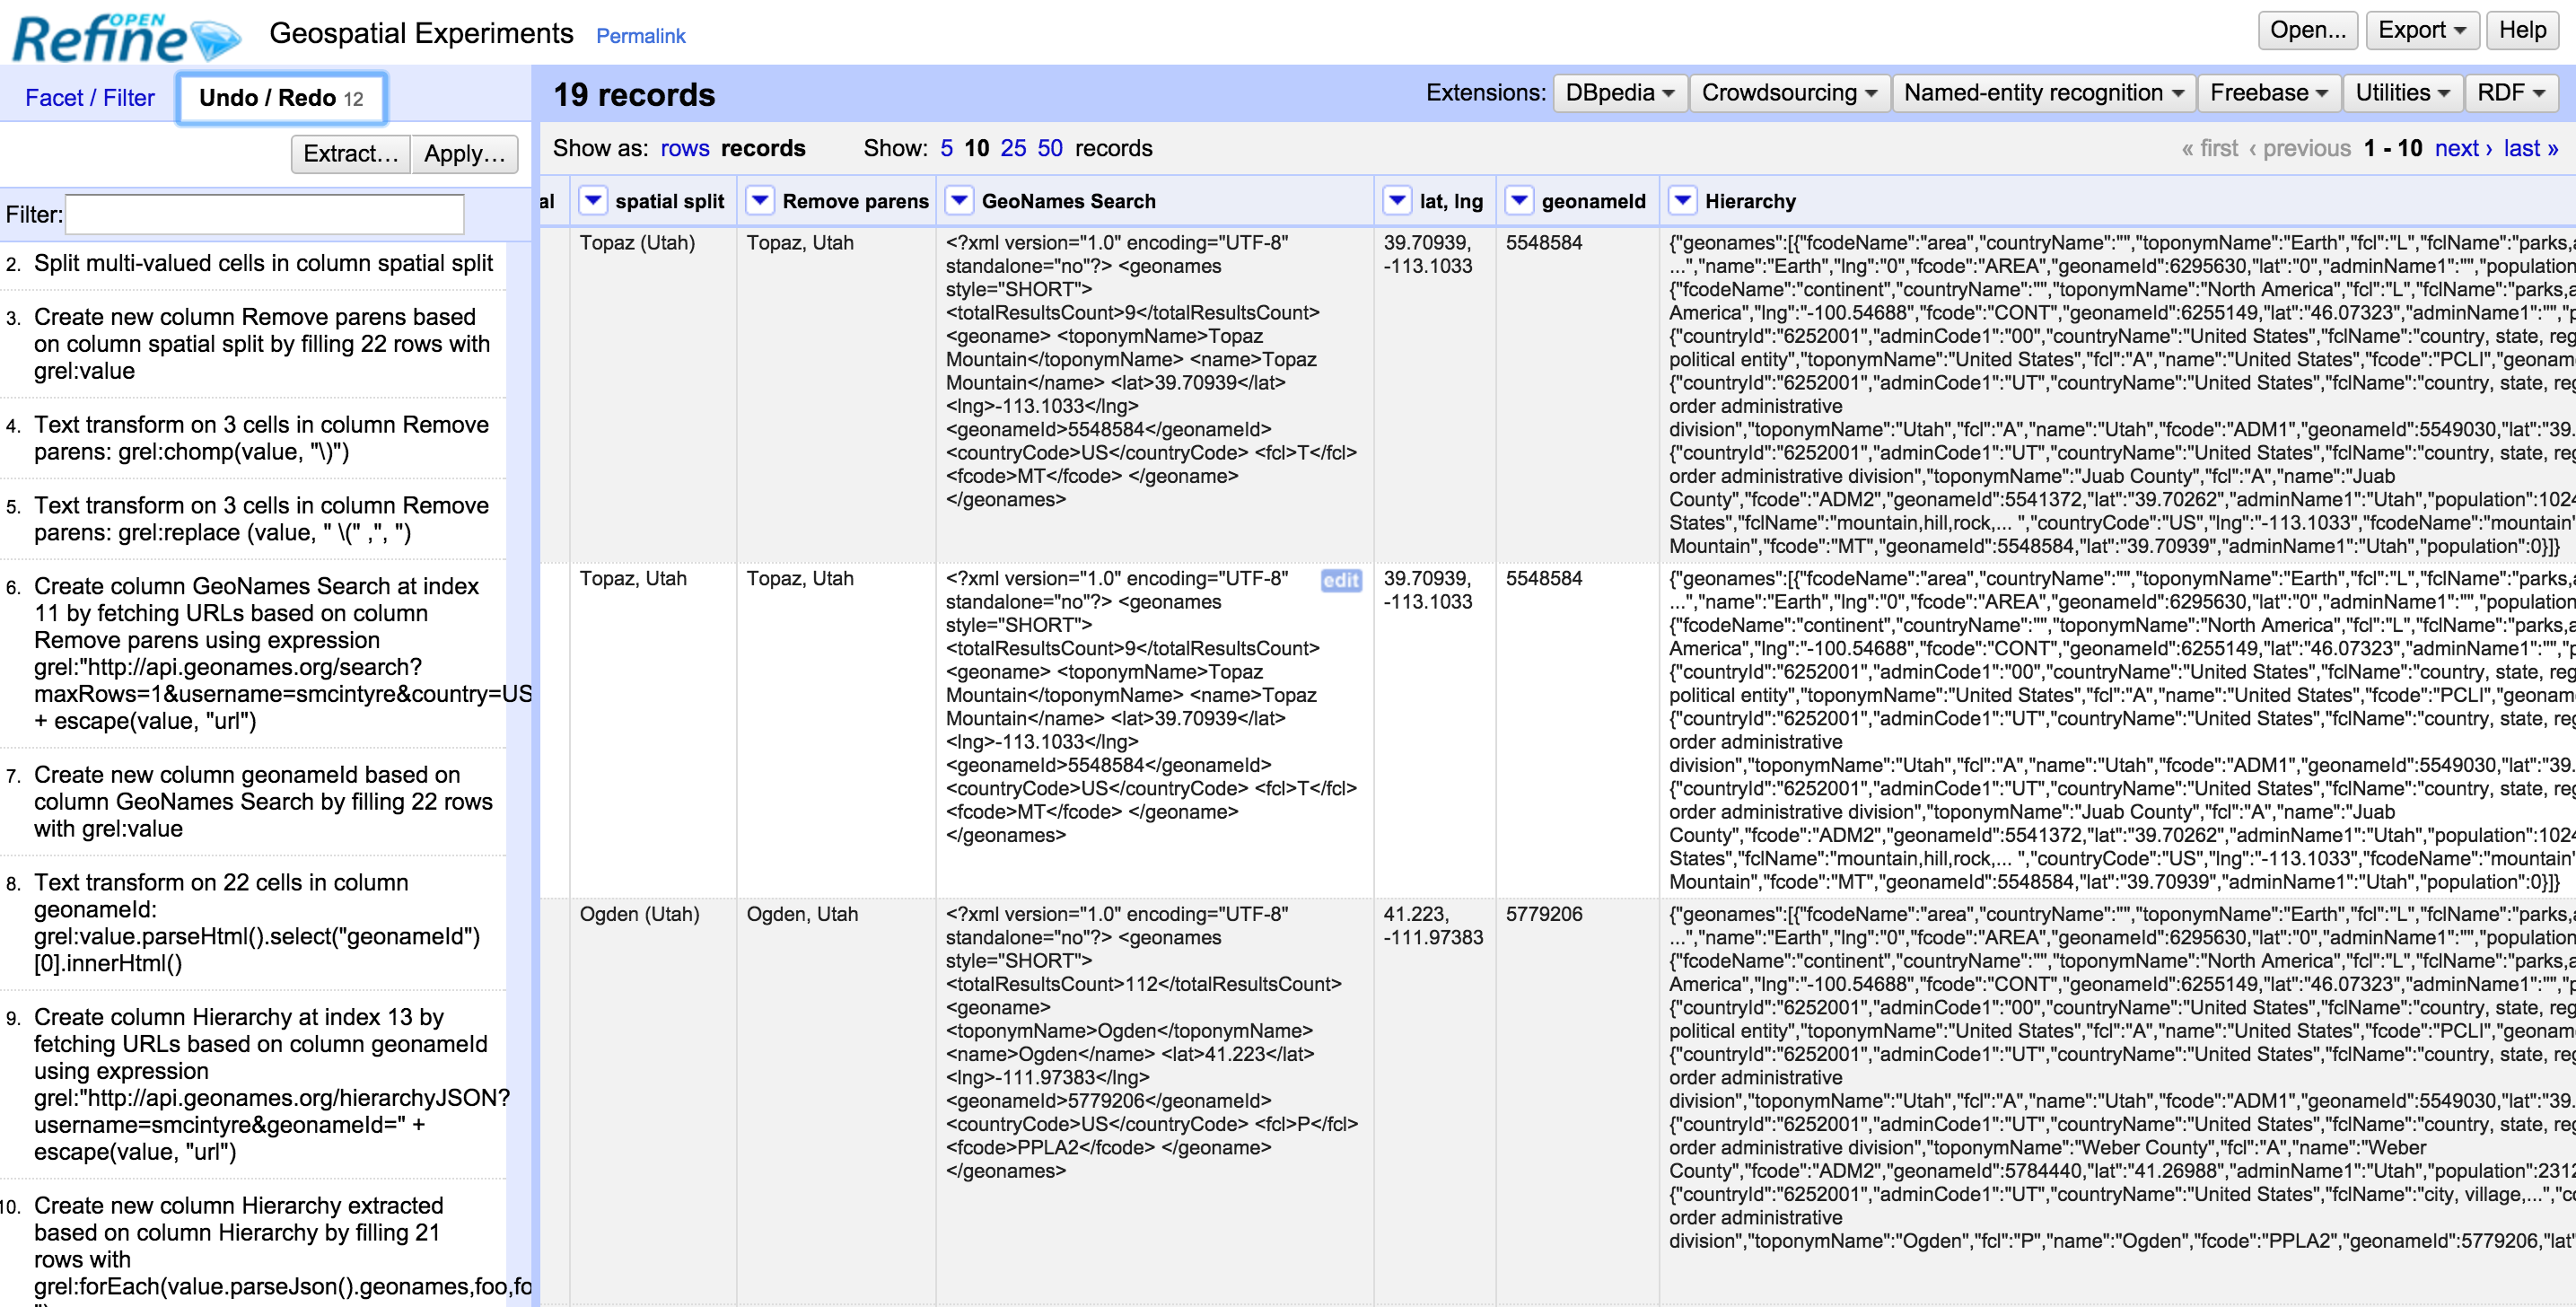 OPEN
Refine
Geospatial Experiments Permalink
Open... Export Help
Facet / Filter Undo / Redo 12
Extract... Apply...
Filter:
2. Split multi-valued cells in column spatial split
3. Create new column Remove parens based
on column spatial split by filling 22 rows with
grel:value
4. Text transform on 3 cells in column Remove
parens: grel:chomp(value, "\)")
5. Text transform on 3 cells in column Remove
parens: grel:replace (value, " \(" ,", ")
6. Create column GeoNames Search at index
11 by fetching URLs based on column
Remove parens using expression
grel:"http://api.geonames.org/search?
maxRows=1&username=smcintyre&country=US
+ escape(value, "url")
7. Create new column geonameId based on
column GeoNames Search by filling 22 rows
with grel:value
8. Text transform on 22 cells in column
geonameId:
grel:value.parseHtml().select("geonameId")
[0].innerHtml()
9. Create column Hierarchy at index 13 by
fetching URLs based on column geonameId
using expression
grel:"http://api.geonames.org/hierarchyJSON?
username=smcintyre&geonameId=" +
escape(value, "url")
10. Create new column Hierarchy extracted
based on column Hierarchy by filling 21
rows with
grel:forEach(value.parseJson().geonames,foo,fo
19 records
Extensions: DBpedia Crowdsourcing Named-entity recognition Freebase Utilities RDF
Show as: rows records Show: 5 10 25 50 records
« first ‹ previous 1 - 10 next › last »
al spatial split Remove parens GeoNames Search lat, lng geonameId Hierarchy
Topaz (Utah)
Topaz, Utah
<?xml version="1.0" encoding="UTF-8"
standalone="no"?> <geonames
style="SHORT">
<totalResultsCount>9</totalResultsCount>
<geoname> <toponymName>Topaz
Mountain</toponymName> <name>Topaz
Mountain</name> <lat>39.70939</lat>
<lng>-113.1033</lng>
<geonameId>5548584</geonameId>
<countryCode>US</countryCode> <fcl>T</fcl>
<fcode>MT</fcode> </geoname>
</geonames>
39.70939,
-113.1033
5548584
{"geonames":[{"fcodeName":"area","countryName":"","toponymName":"Earth","fcl":"L","fclName":"parks,a
...","name":"Earth","lng":"0","fcode":"AREA","geonameId":6295630,"lat":"0","adminName1":"","population
{"fcodeName":"continent","countryName":"","toponymName":"North America","fcl":"L","fclName":"parks,a
America","lng":"-100.54688","fcode":"CONT","geonameId":6255149,"lat":"46.07323","adminName1":"","p
{"countryId":"6252001","adminCode1":"00","countryName":"United States","fclName":"country, state, reg
political entity","toponymName":"United States","fcl":"A","name":"United States","fcode":"PCLI","geonam
{"countryId":"6252001","adminCode1":"UT","countryName":"United States","fclName":"country, state, reg
order administrative
division","toponymName":"Utah","fcl":"A","name":"Utah","fcode":"ADM1","geonameId":5549030,"lat":"39.
{"countryId":"6252001","adminCode1":"UT","countryName":"United States","fclName":"country, state, reg
order administrative division","toponymName":"Juab County","fcl":"A","name":"Juab
County","fcode":"ADM2","geonameId":5541372,"lat":"39.70262","adminName1":"Utah","population":1024
States","fclName":"mountain,hill,rock,... ","countryCode":"US","lng":"-113.1033","fcodeName":"mountain"
Mountain","fcode":"MT","geonameId":5548584,"lat":"39.70939","adminName1":"Utah","population":0}]}
Topaz, Utah
Topaz, Utah
<?xml version="1.0" encoding="UTF-8" edit
standalone="no"?> <geonames
style="SHORT">
<totalResultsCount>9</totalResultsCount>
<geoname> <toponymName>Topaz
Mountain</toponymName> <name>Topaz
Mountain</name> <lat>39.70939</lat>
<lng>-113.1033</lng>
<geonameId>5548584</geonameId>
<countryCode>US</countryCode> <fcl>T</fcl>
<fcode>MT</fcode> </geoname>
</geonames>
39.70939,
-113.1033
5548584
{"geonames":[{"fcodeName":"area","countryName":"","toponymName":"Earth","fcl":"L","fclName":"parks,a
...","name":"Earth","lng":"0","fcode":"AREA","geonameId":6295630,"lat":"0","adminName1":"","population
{"fcodeName":"continent","countryName":"","toponymName":"North America","fcl":"L","fclName":"parks,a
America","lng":"-100.54688","fcode":"CONT","geonameId":6255149,"lat":"46.07323","adminName1":"","p
{"countryId":"6252001","adminCode1":"00","countryName":"United States","fclName":"country, state, reg
political entity","toponymName":"United States","fcl":"A","name":"United States","fcode":"PCLI","geonam
{"countryId":"6252001","adminCode1":"UT","countryName":"United States","fclName":"country, state, reg
order administrative
division","toponymName":"Utah","fcl":"A","name":"Utah","fcode":"ADM1","geonameId":5549030,"lat":"39.
{"countryId":"6252001","adminCode1":"UT","countryName":"United States","fclName":"country, state, reg
order administrative division","toponymName":"Juab County","fcl":"A","name":"Juab
County","fcode":"ADM2","geonameId":5541372,"lat":"39.70262","adminName1":"Utah","population":1024
States","fclName":"mountain,hill,rock,... ","countryCode":"US","lng":"-113.1033","fcodeName":"mountain"
Mountain","fcode":"MT","geonameId":5548584,"lat":"39.70939","adminName1":"Utah","population":0}]}
Ogden (Utah)
Ogden, Utah
<?xml version="1.0" encoding="UTF-8"
standalone="no"?> <geonames
style="SHORT">
<totalResultsCount>112</totalResultsCount>
<geoname>
<toponymName>Ogden</toponymName>
<name>Ogden</name> <lat>41.223</lat>
<lng>-111.97383</lng>
<geonameId>5779206</geonameId>
<countryCode>US</countryCode> <fcl>P</fcl>
<fcode>PPLA2</fcode> </geoname>
</geonames>
41.223,
-111.97383
5779206
{"geonames":[{"fcodeName":"area","countryName":"","toponymName":"Earth","fcl":"L","fclName":"parks,a
...","name":"Earth","lng":"0","fcode":"AREA","geonameId":6295630,"lat":"0","adminName1":"","population
{"fcodeName":"continent","countryName":"","toponymName":"North America","fcl":"L","fclName":"parks,a
America","lng":"-100.54688","fcode":"CONT","geonameId":6255149,"lat":"46.07323","adminName1":"","p
{"countryId":"6252001","adminCode1":"00","countryName":"United States","fclName":"country, state, reg
political entity","toponymName":"United States","fcl":"A","name":"United States","fcode":"PCLI","geonam
{"countryId":"6252001","adminCode1":"UT","countryName":"United States","fclName":"country, state, reg
order administrative
division","toponymName":"Utah","fcl":"A","name":"Utah","fcode":"ADM1","geonameId":5549030,"lat":"39.
{"countryId":"6252001","adminCode1":"UT","countryName":"United States","fclName":"country, state, reg
order administrative division","toponymName":"Weber County","fcl":"A","name":"Weber
County","fcode":"ADM2","geonameId":5784440,"lat":"41.26988","adminName1":"Utah","population":2312
{"countryId":"6252001","adminCode1":"UT","countryName":"United States","fclName":"city, village,...","co
order administrative
division","toponymName":"Ogden","fcl":"P","name":"Ogden","fcode":"PPLA2","geonameId":5779206,"lat"